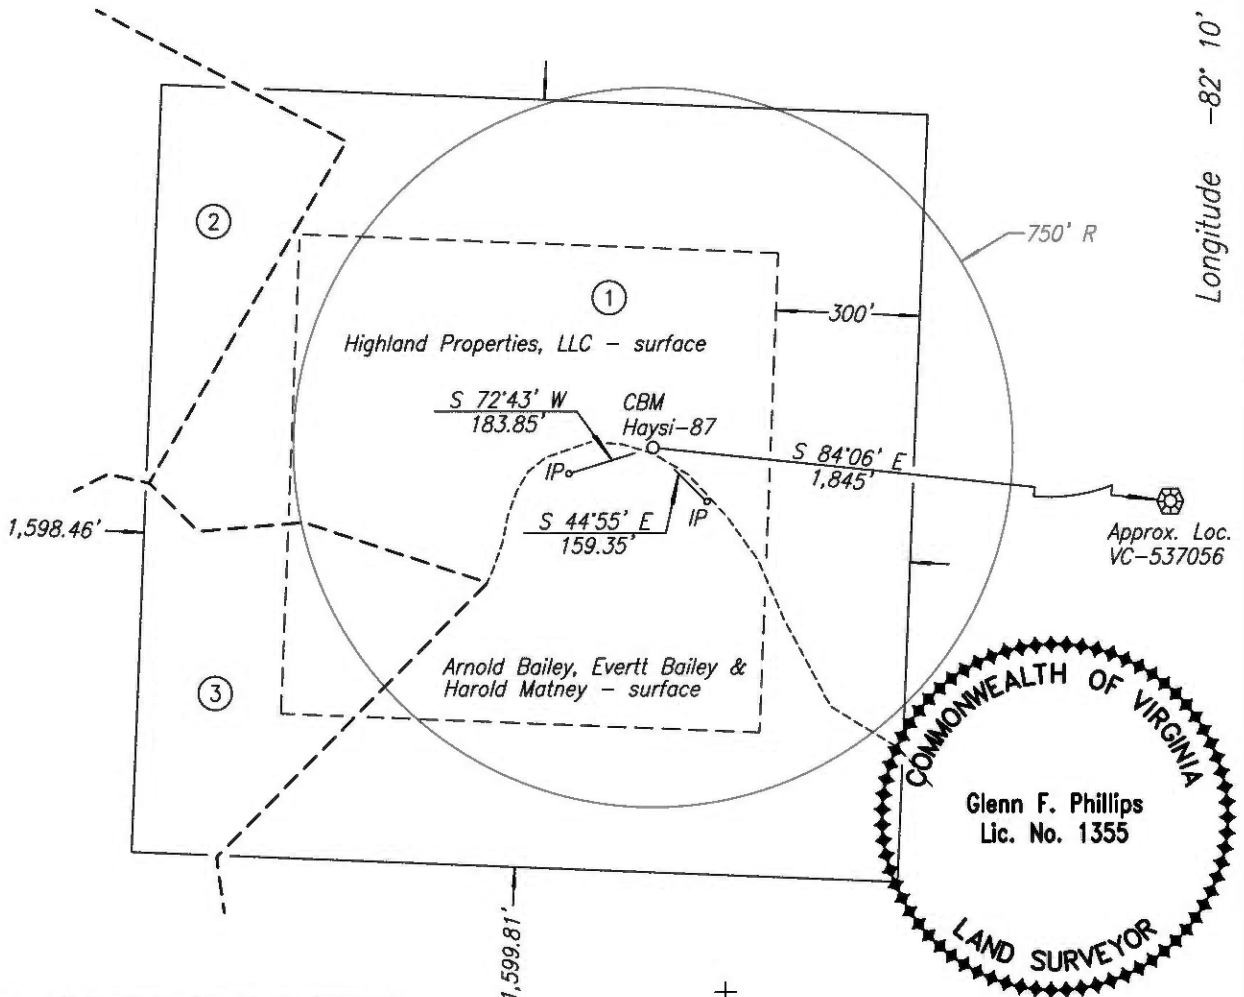 Longitude -82° 10'
2
750' R
1
300'
Highland Properties, LLC - surface
S 72°43' W
183.85'
CBM
Haysi-87
S 84°06' E
1,845'
IP
IP
S 44°55' E
159.35'
1,598.46'
Approx. Loc.
VC-537056
Arnold Bailey, Evertt Bailey &
Harold Matney - surface
3
COMMONWEALTH OF VIRGINIA
Glenn F. Phillips
Lic. No. 1355
LAND SURVEYOR
1,599.81'